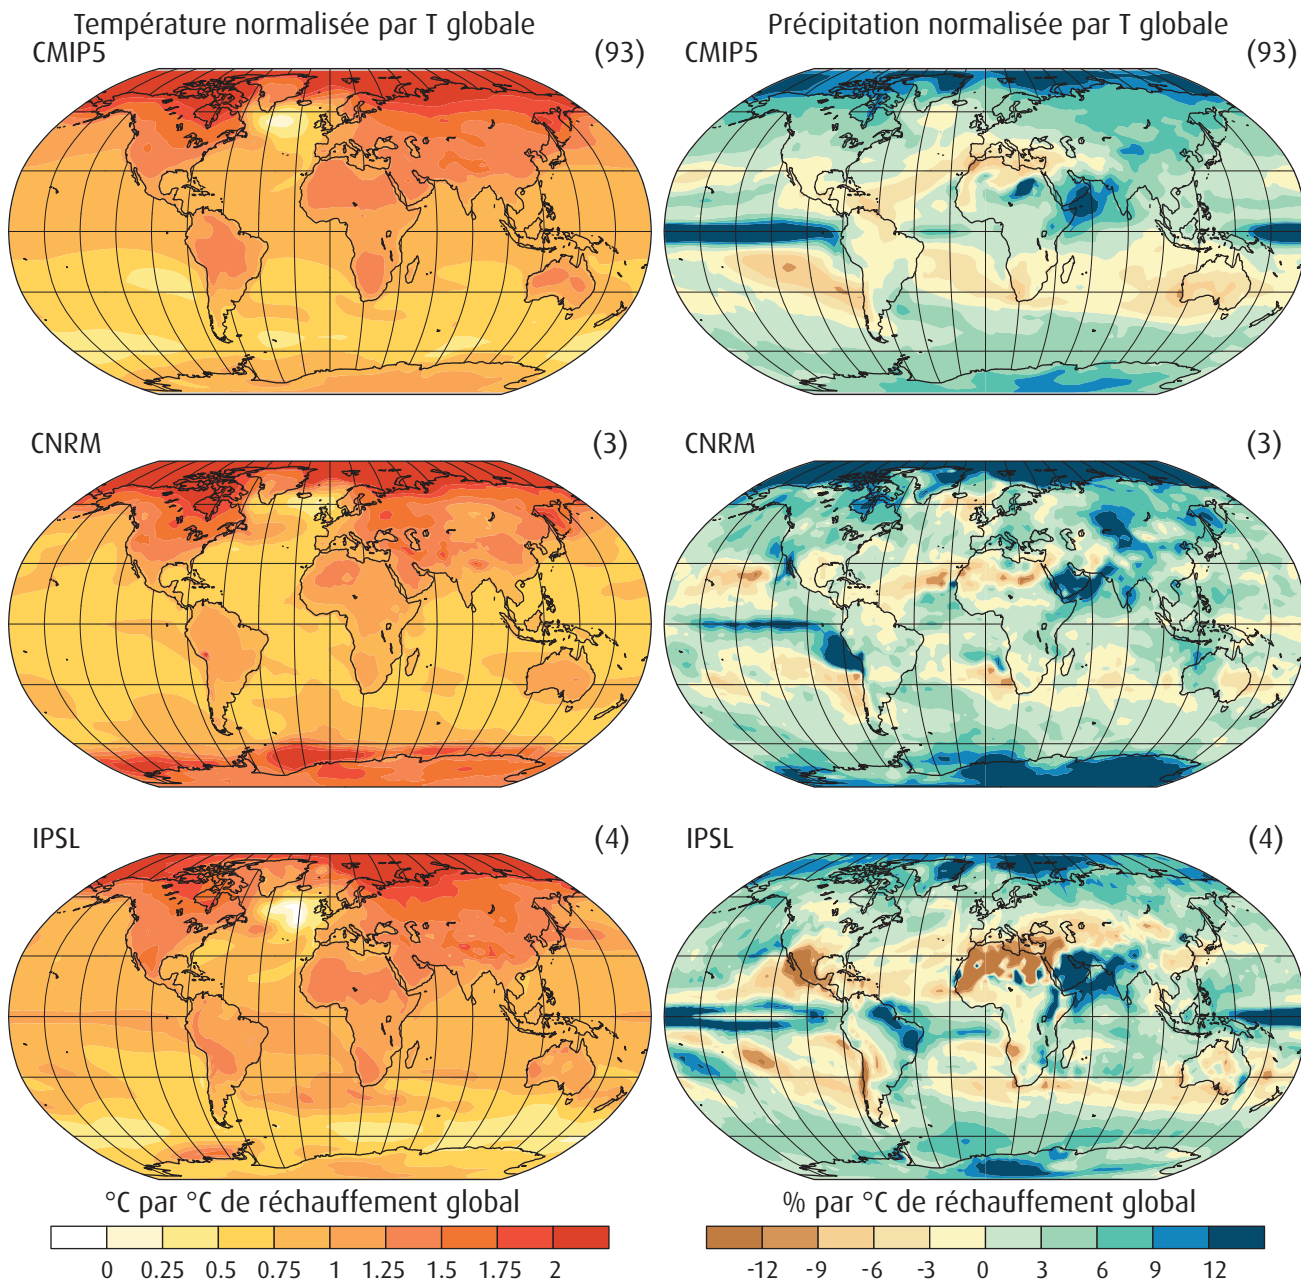 Température normalisée par T globale
Précipitation normalisée par T globale
CMIP5 (93)
CMIP5 (93)
CNRM (3)
CNRM (3)
IPSL (4)
IPSL (4)
°C par °C de réchauffement global
0 0.25 0.5 0.75 1 1.25 1.5 1.75 2
% par °C de réchauffement global
-12 -9 -6 -3 0 3 6 9 12